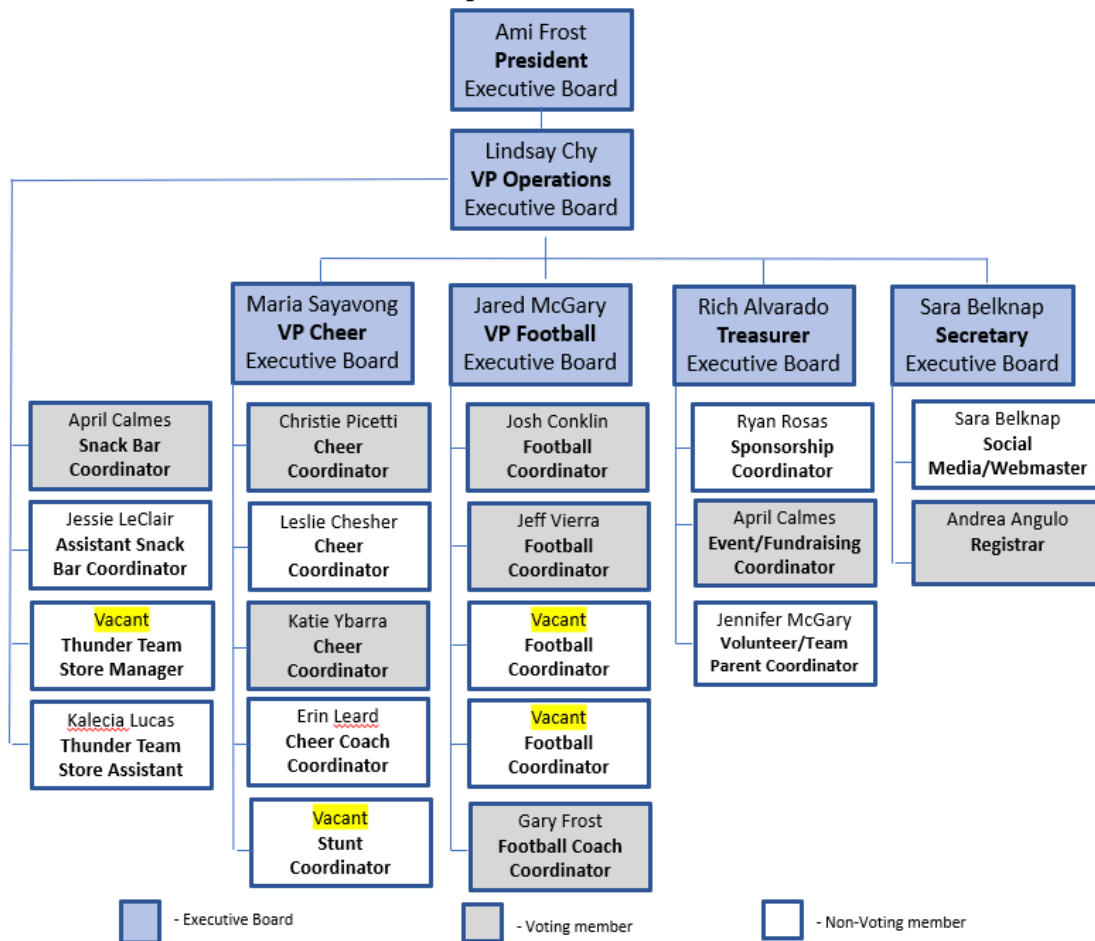 Ami Frost
President
Executive Board
Lindsay Chy
VP Operations
Executive Board
Maria Sayavong
VP Cheer
Executive Board
Jared McGary
VP Football
Executive Board
Rich Alvarado
Treasurer
Executive Board
Sara Belknap
Secretary
Executive Board
April Calmes
Snack Bar
Coordinator
Jessie LeClair
Assistant Snack
Bar Coordinator
Vacant
Thunder Team
Store Manager
Kalecia Lucas
Thunder Team
Store Assistant
Christie Picetti
Cheer
Coordinator
Leslie Chesher
Cheer
Coordinator
Katie Ybarra
Cheer
Coordinator
Erin Leard
Cheer Coach
Coordinator
Vacant
Stunt
Coordinator
Josh Conklin
Football
Coordinator
Jeff Vierra
Football
Coordinator
Vacant
Football
Coordinator
Vacant
Football
Coordinator
Gary Frost
Football Coach
Coordinator
Ryan Rosas
Sponsorship
Coordinator
April Calmes
Event/Fundraising
Coordinator
Jennifer McGary
Volunteer/Team
Parent Coordinator
Sara Belknap
Social
Media/Webmaster
Andrea Angulo
Registrar
- Executive Board
- Voting member
- Non-Voting member